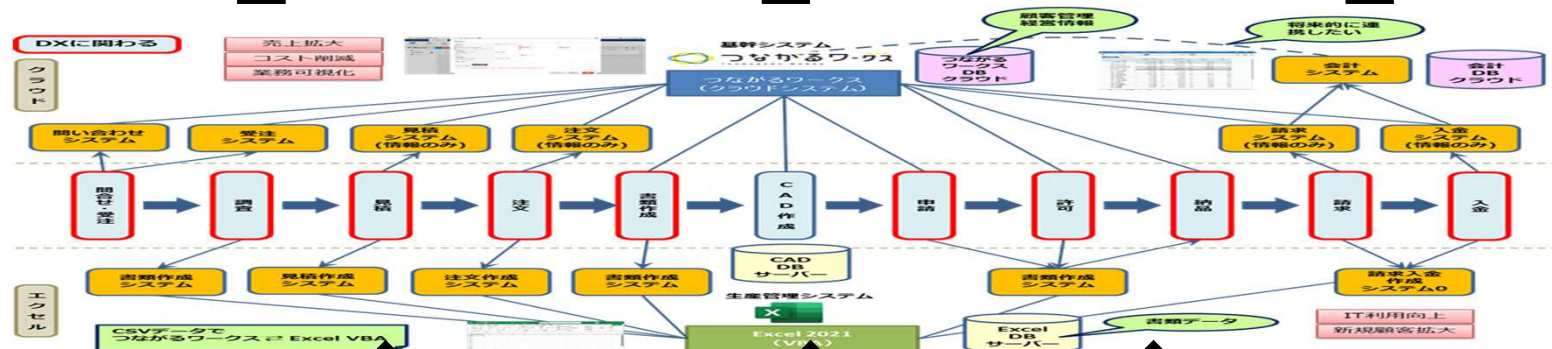 顧客管理
経営情報
将来的に連
携したい
DXに関わる
売上拡大
コスト削減
業務可視化
基幹システム
つながるワークス
つながるワークス
(クラウドシステム)
つながる
ワークス
DB
クラウド
会計
システム
会計
DB
クラウド
クラウド
問い合わせ
システム
受注
システム
見積
システム
(情報のみ)
注文
システム
(情報のみ)
請求
システム
(情報のみ)
入金
システム
(情報のみ)
問合せ・受注
調査
見積
注文
書類作成
CAD作成
申請
許可
納品
請求
入金
エクセル
書類作成
システム
見積作成
システム
注文作成
システム
書類作成
システム
CAD
DB
サーバー
書類作成
システム
請求入金
作成
システム0
生産管理システム
Excel 2021
(VBA)
CSVデータで
つながるワークス ⇄ Excel VBA
Excel
DB
サーバー
書類データ
IT利用向上
新規顧客拡大